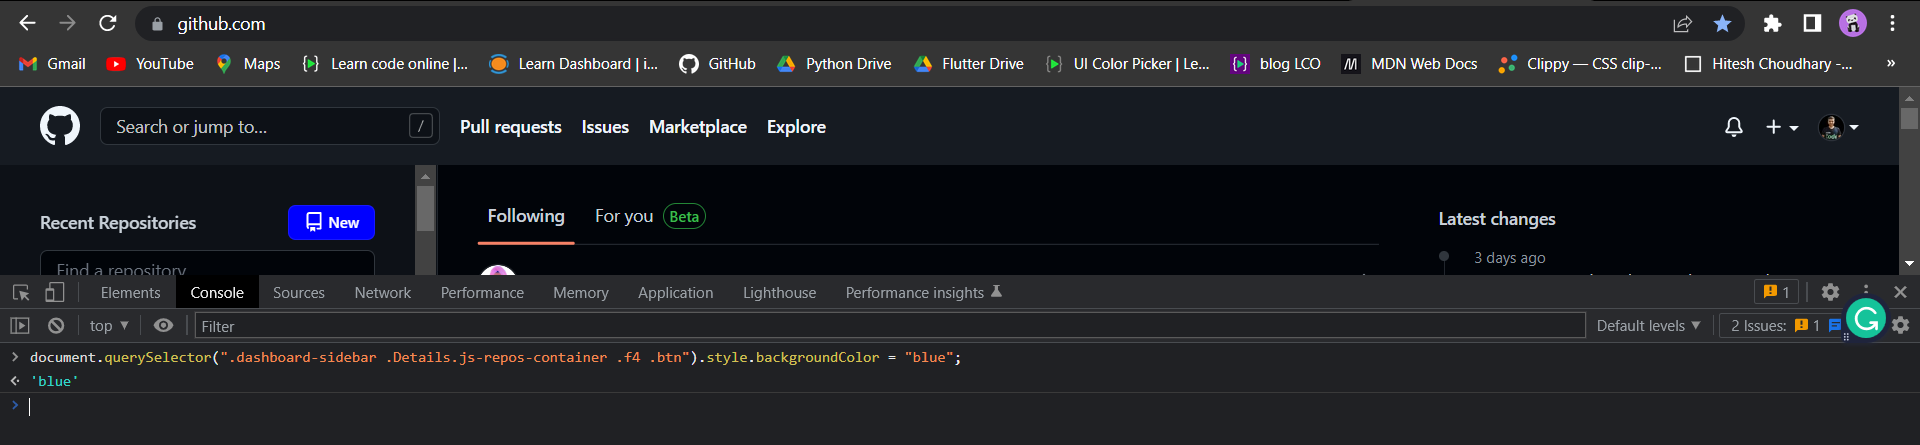 github.com
Gmail YouTube Maps Learn code online |... Learn Dashboard | i... GitHub Python Drive Flutter Drive UI Color Picker | Le... blog LCO MDN Web Docs Clippy — CSS clip-... Hitesh Choudhary -... »
Search or jump to... / Pull requests Issues Marketplace Explore
Recent Repositories New
Find a repository
Following For you Beta
Latest changes
3 days ago
Elements Console Sources Network Performance Memory Application Lighthouse Performance insights 1
top ▼ Filter Default levels ▼ 2 Issues: 1
> document.querySelector(".dashboard-sidebar .Details.js-repos-container .f4 .btn").style.backgroundColor = "blue";
'blue'
>